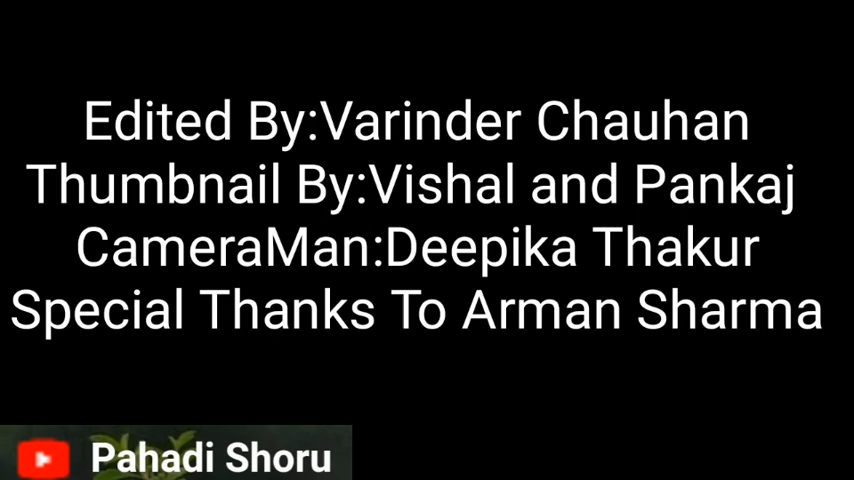 Edited By:Varinder Chauhan
Thumbnail By:Vishal and Pankaj
CameraMan:Deepika Thakur
Special Thanks To Arman Sharma
Pahadi Shoru